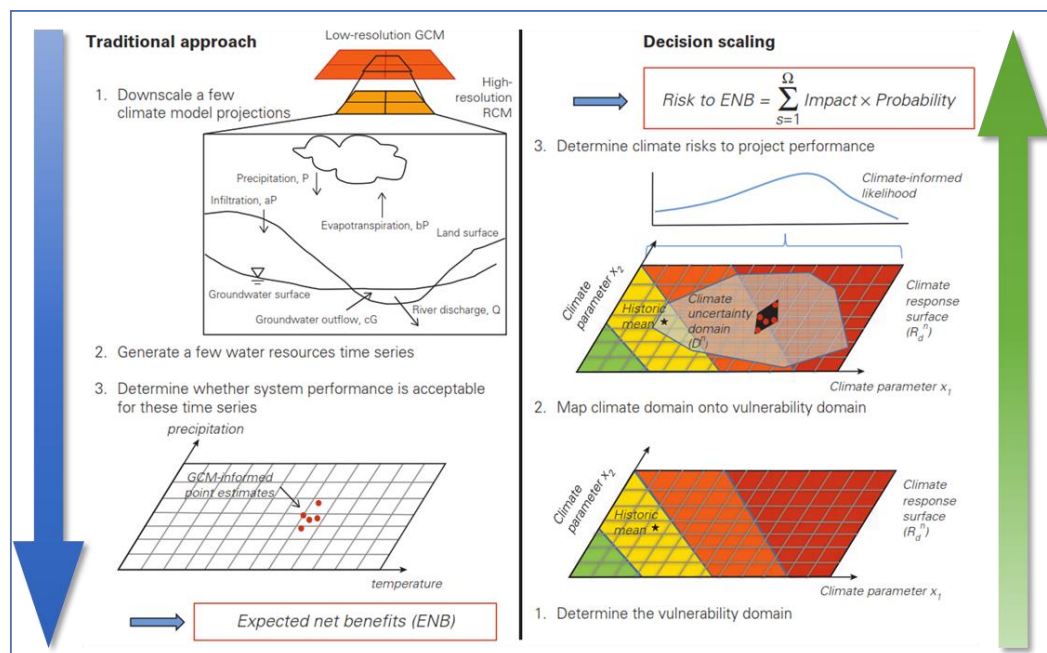 Traditional approach
Low-resolution GCM
High-
resolution
RCM
1. Downscale a few
climate model projections
Precipitation, P
Infiltration, aP
Evapotranspiration, bP
Land surface
Groundwater surface
River discharge, Q
Groundwater outflow, cG
2. Generate a few water resources time series
3. Determine whether system performance is acceptable
for these time series
precipitation
GCM-informed
point estimates
temperature
Expected net benefits (ENB)
Decision scaling
Risk to ENB = Ω∑s=1 Impact × Probability
3. Determine climate risks to project performance
Climate-informed
likelihood
Climate
parameter x₂
Historic
mean
Climate
uncertainty
domain
(Dⁿ)
Climate
response
surface
(R_d^n)
Climate parameter x₁
2. Map climate domain onto vulnerability domain
Climate
parameter x₂
Historic
mean
Climate
response
surface
(R_d^n)
Climate parameter x₁
1. Determine the vulnerability domain